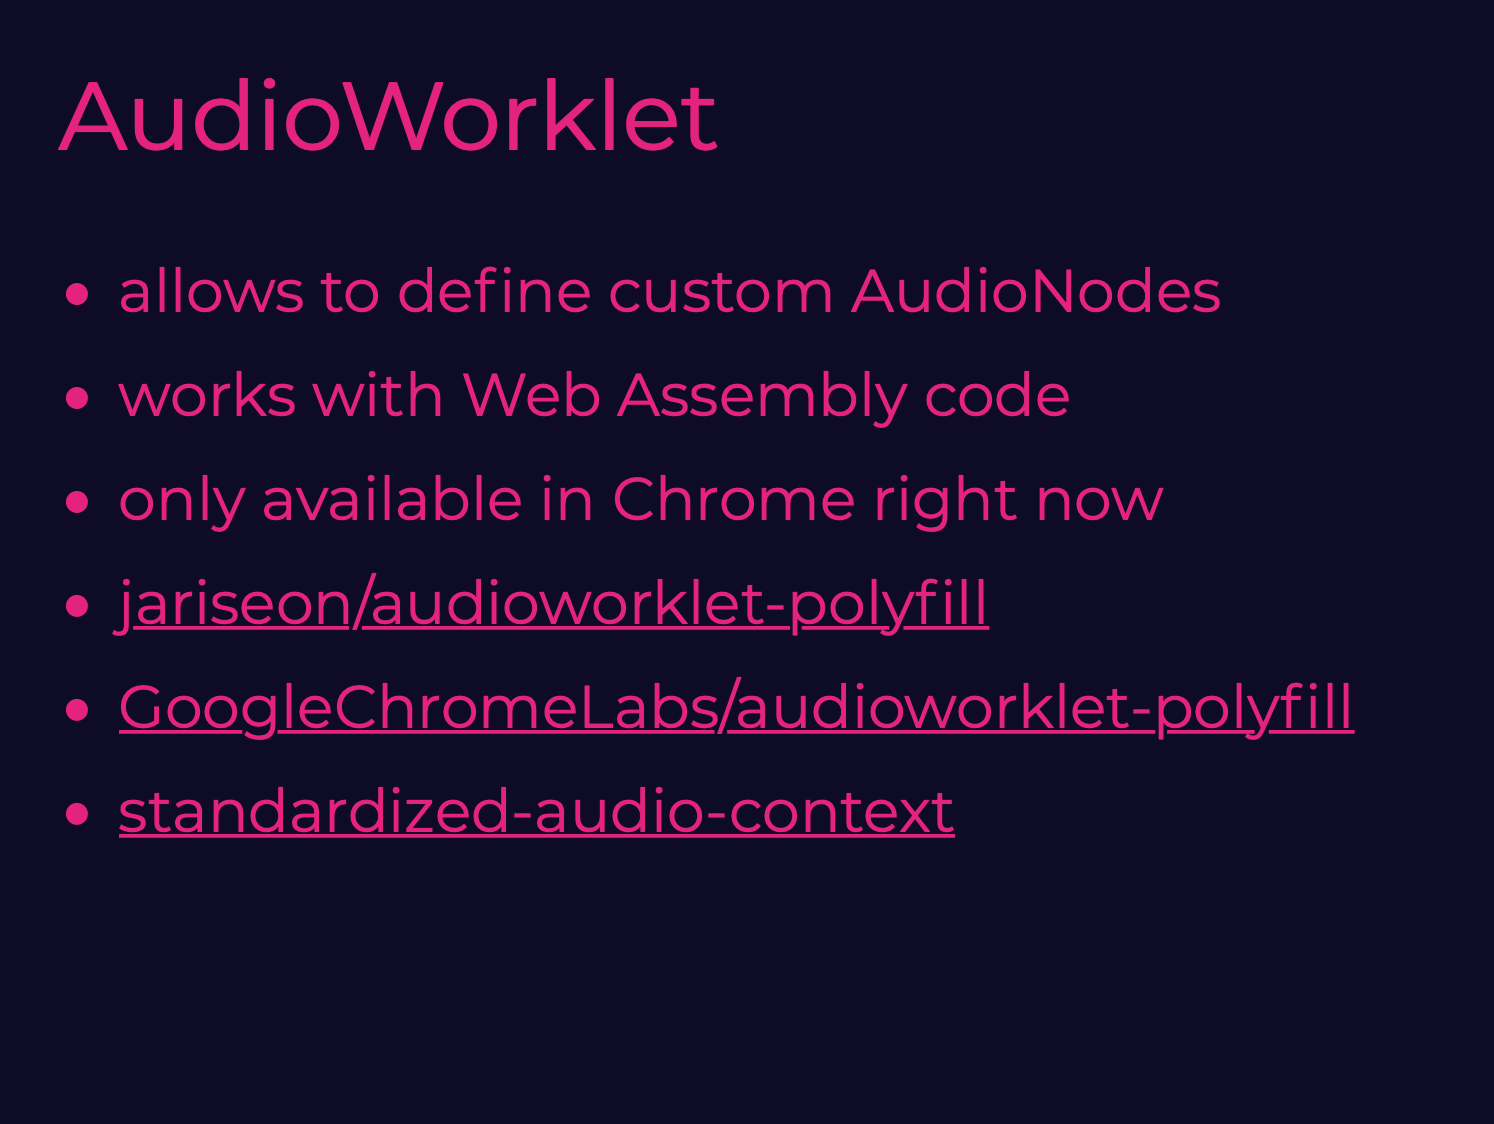 AudioWorklet
• allows to define custom AudioNodes
• works with Web Assembly code
• only available in Chrome right now
• jariseon/audioworklet-polyfill
• GoogleChromeLabs/audioworklet-polyfill
• standardized-audio-context